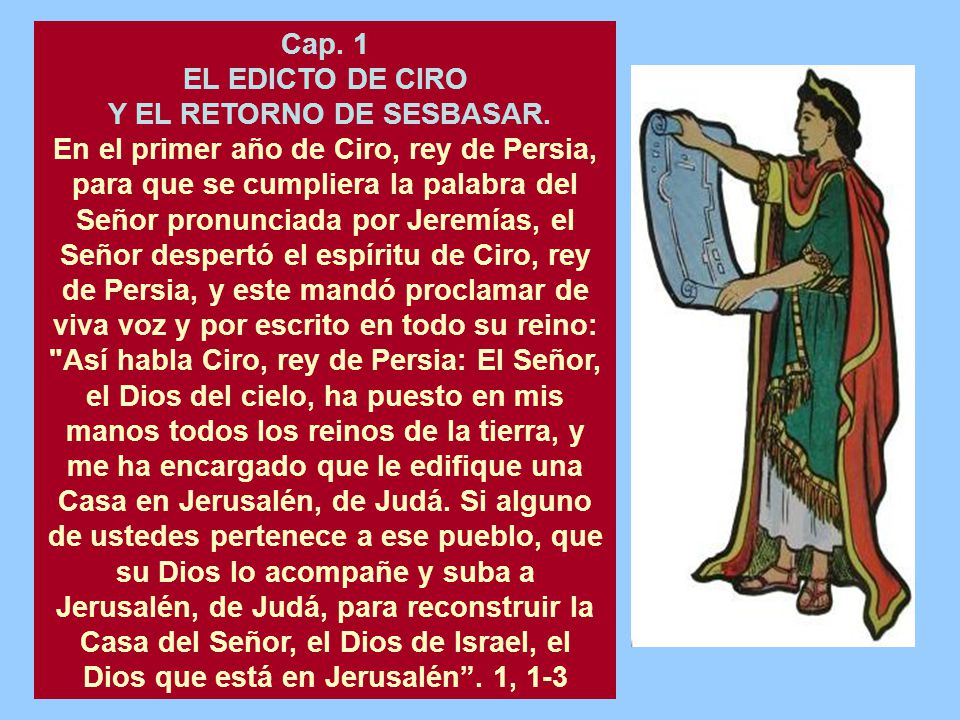 Cap. 1
EL EDICTO DE CIRO
Y EL RETORNO DE SESBASAR.
En el primer año de Ciro, rey de Persia,
para que se cumpliera la palabra del
Señor pronunciada por Jeremías, el
Señor despertó el espíritu de Ciro, rey
de Persia, y este mandó proclamar de
viva voz y por escrito en todo su reino:
"Así habla Ciro, rey de Persia: El Señor,
el Dios del cielo, ha puesto en mis
manos todos los reinos de la tierra, y
me ha encargado que le edifique una
Casa en Jerusalén, de Judá. Si alguno
de ustedes pertenece a ese pueblo, que
su Dios lo acompañe y suba a
Jerusalén, de Judá, para reconstruir la
Casa del Señor, el Dios de Israel, el
Dios que está en Jerusalén”. 1, 1-3